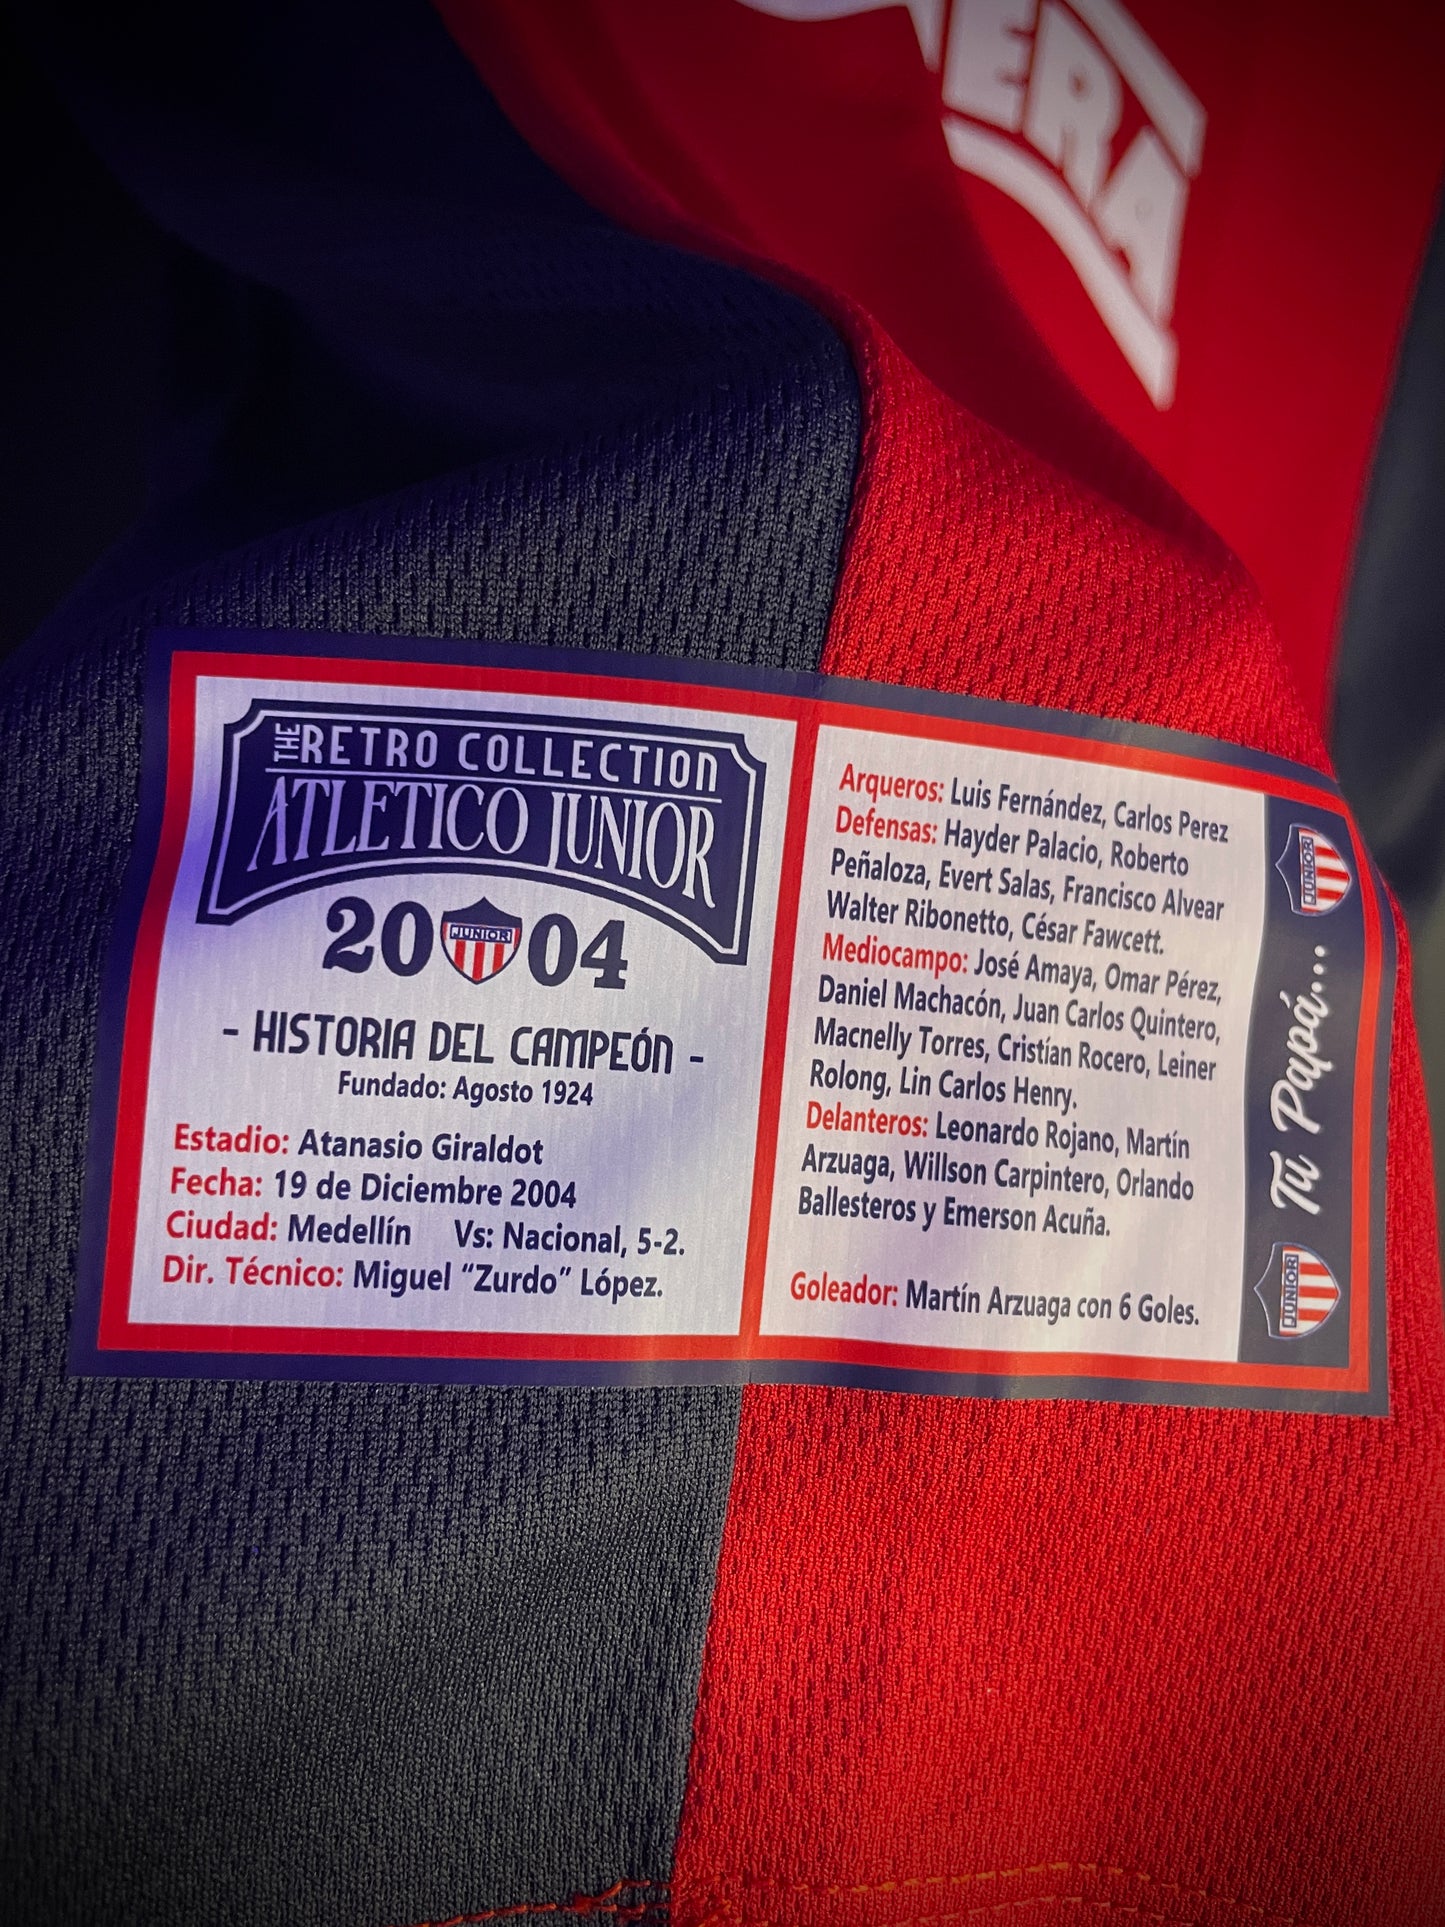 ERA
THE RETRO COLLECTION
ATLETICO JUNIOR
20 JUNIOR 04
- HISTORIA DEL CAMPEÓN -
Fundado: Agosto 1924
Estadio: Atanasio Giraldot
Fecha: 19 de Diciembre 2004
Ciudad: Medellín Vs: Nacional, 5-2.
Dir. Técnico: Miguel “Zurdo” López.
Arqueros: Luis Fernández, Carlos Perez
Defensas: Hayder Palacio, Roberto
Peñaloza, Evert Salas, Francisco Alvear
Walter Ribonetto, César Fawcett.
Mediocampo: José Amaya, Omar Pérez,
Daniel Machacón, Juan Carlos Quintero,
Macnelly Torres, Cristían Rocero, Leiner
Rolong, Lin Carlos Henry.
Delanteros: Leonardo Rojano, Martín
Arzuaga, Willson Carpintero, Orlando
Ballesteros y Emerson Acuña.
Goleador: Martín Arzuaga con 6 Goles.
JUNIOR
Tu Papá...
JUNIOR